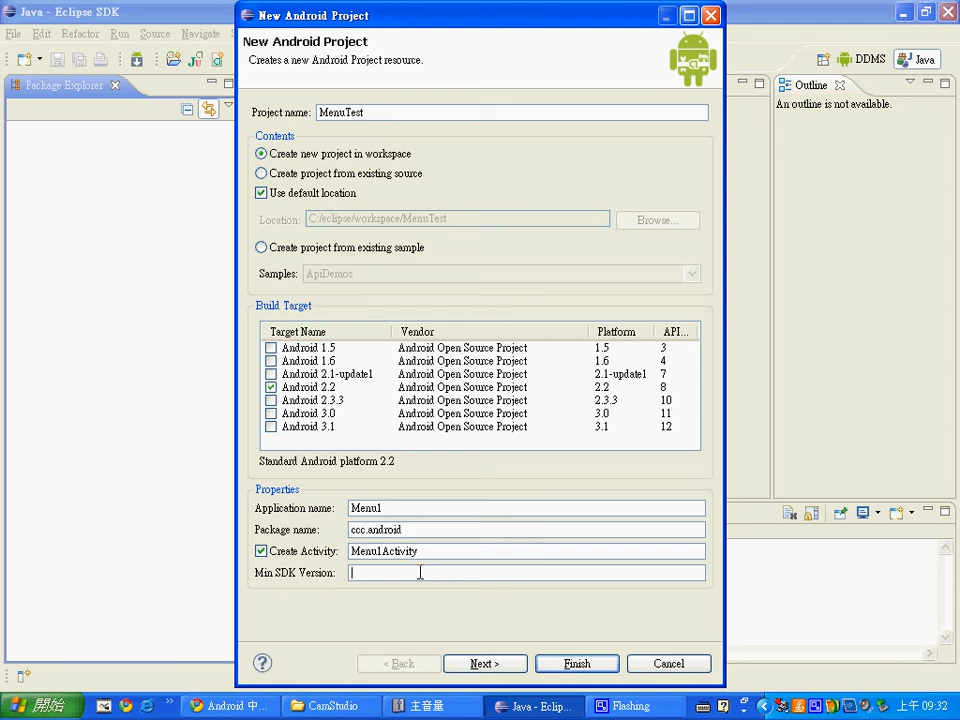 Java - Eclipse SDK
File Edit Refactor Run Source Navigate
DDMS
Java
Package Explorer
Outline
An outline is not available.
New Android Project
New Android Project
Creates a new Android Project resource.
Project name: MenuTest
Contents
Create new project in workspace
Create project from existing source
Use default location
Location: C:/eclipse/workspace/MenuTest Browse...
Create project from existing sample
Samples: ApiDemos
Build Target
Target Name Vendor Platform API...
Android 1.5 Android Open Source Project 1.5 3
Android 1.6 Android Open Source Project 1.6 4
Android 2.1-update1 Android Open Source Project 2.1-update1 7
Android 2.2 Android Open Source Project 2.2 8
Android 2.3.3 Android Open Source Project 2.3.3 10
Android 3.0 Android Open Source Project 3.0 11
Android 3.1 Android Open Source Project 3.1 12
Standard Android platform 2.2
Properties
Application name: Menu1
Package name: ccc.android
Create Activity: Menu1Activity
Min SDK Version:
< Back Next > Finish Cancel
開始 Android 中... CamStudio 主音量 Java - Eclip... Flashing 上午 09:32